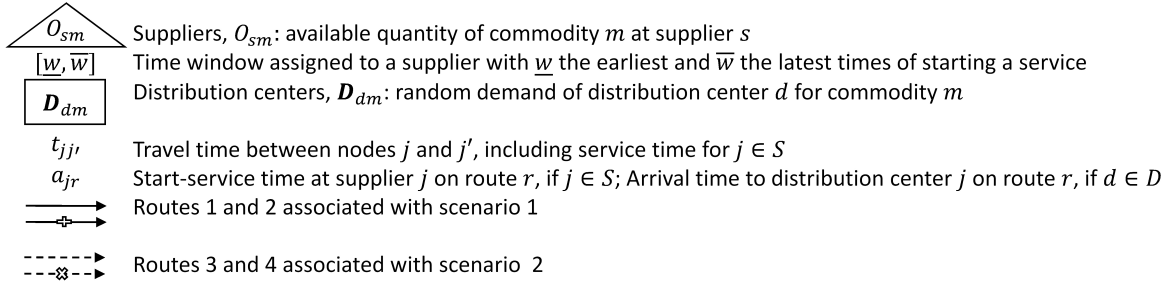 O_{sm} Suppliers, O_{sm}: available quantity of commodity m at supplier s
[\underline{w}, \overline{w}] Time window assigned to a supplier with \underline{w} the earliest and \overline{w} the latest times of starting a service
D_{dm} Distribution centers, D_{dm}: random demand of distribution center d for commodity m
t_{jj'} Travel time between nodes j and j′, including service time for j ∈ S
a_{jr} Start-service time at supplier j on route r, if j ∈ S; Arrival time to distribution center j on route r, if d ∈ D
Routes 1 and 2 associated with scenario 1
Routes 3 and 4 associated with scenario 2